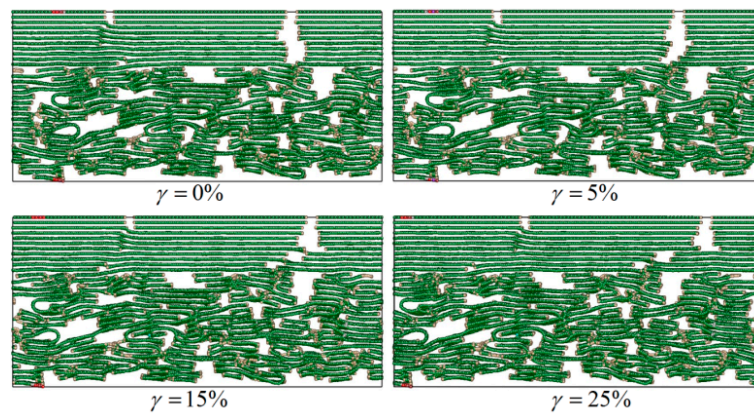 γ = 0%
γ = 5%
γ = 15%
γ = 25%